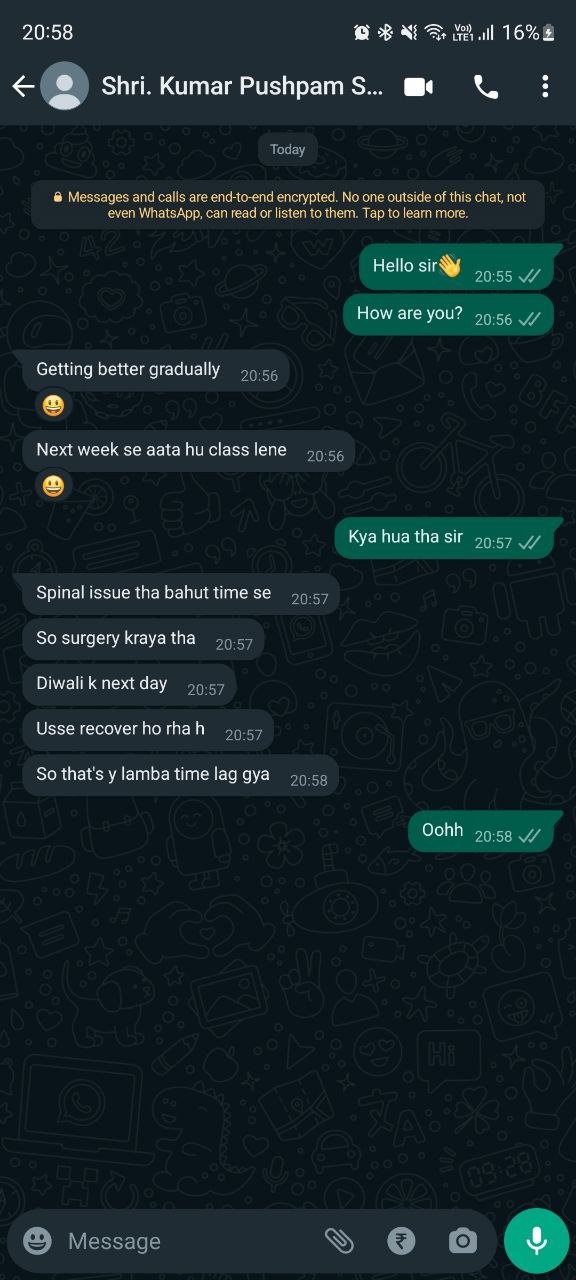 20:58
Vo) LTE1 16%
Shri. Kumar Pushpam S...
Today
Messages and calls are end-to-end encrypted. No one outside of this chat, not
even WhatsApp, can read or listen to them. Tap to learn more.
Hello sir👋 20:55
How are you? 20:56
Getting better gradually 20:56
😃
Next week se aata hu class lene 20:56
😃
Kya hua tha sir 20:57
Spinal issue tha bahut time se 20:57
So surgery kraya tha 20:57
Diwali k next day 20:57
Usse recover ho rha h 20:57
So that's y lamba time lag gya 20:58
Oohh 20:58
Message